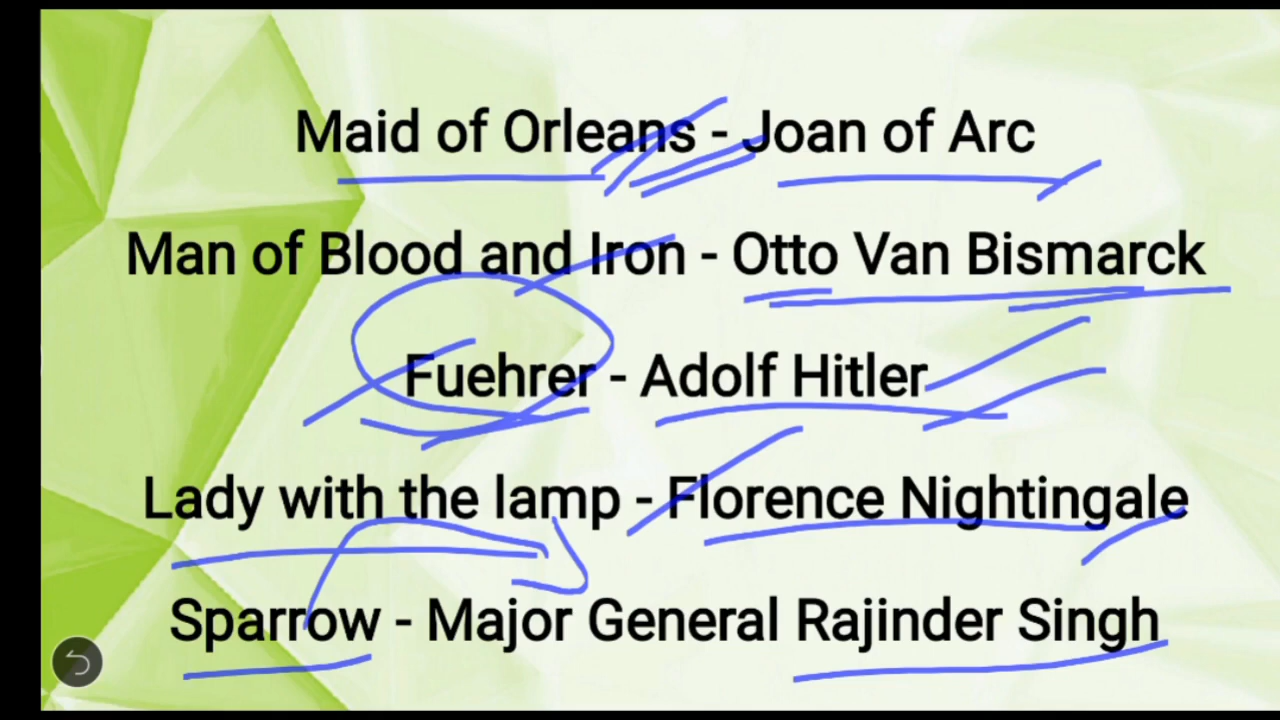 Maid of Orleans - Joan of Arc
Man of Blood and Iron - Otto Van Bismarck
Fuehrer - Adolf Hitler
Lady with the lamp - Florence Nightingale
Sparrow - Major General Rajinder Singh